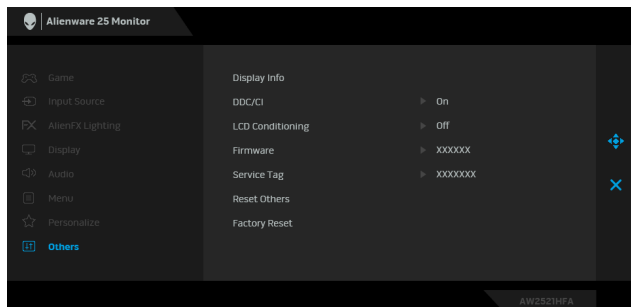 Alienware 25 Monitor
Game
Input Source
AlienFX Lighting
Display
Audio
Menu
Personalize
Others
Display Info
DDC/CI On
LCD Conditioning Off
Firmware XXXXXX
Service Tag XXXXXXX
Reset Others
Factory Reset
AW2521HFA